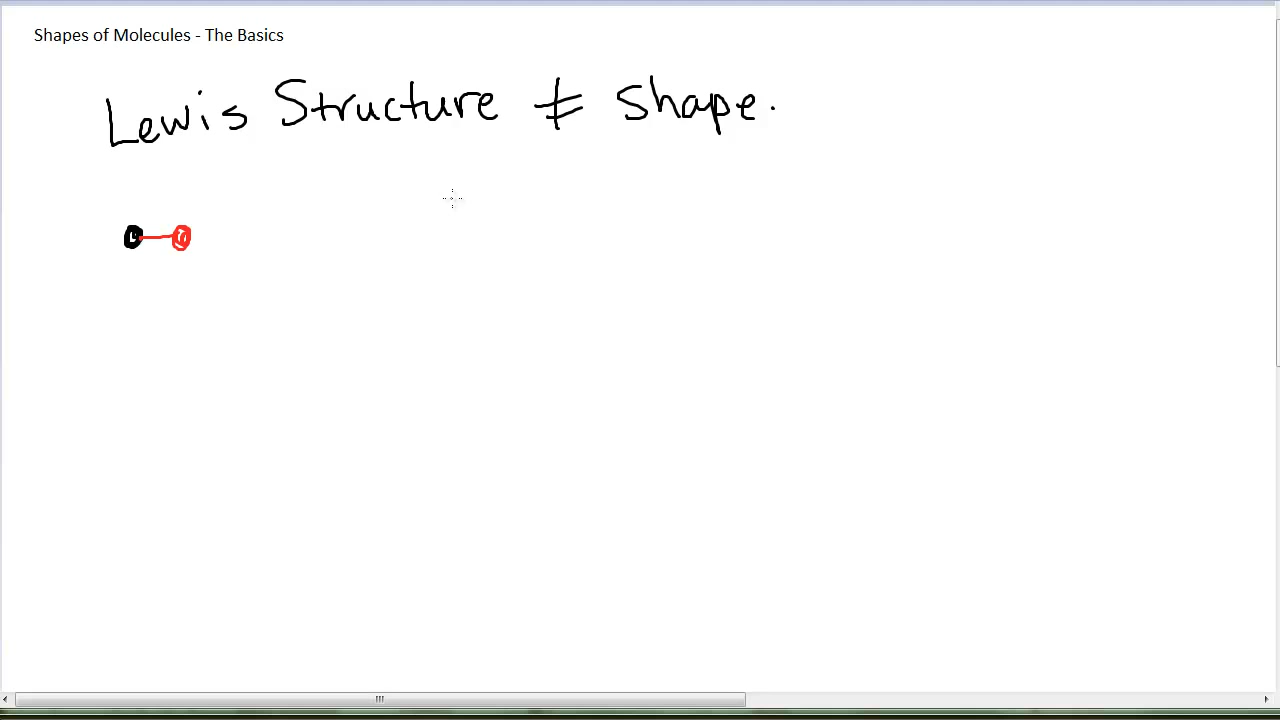 Shapes of Molecules - The Basics
Lewis Structure ≠ shape.